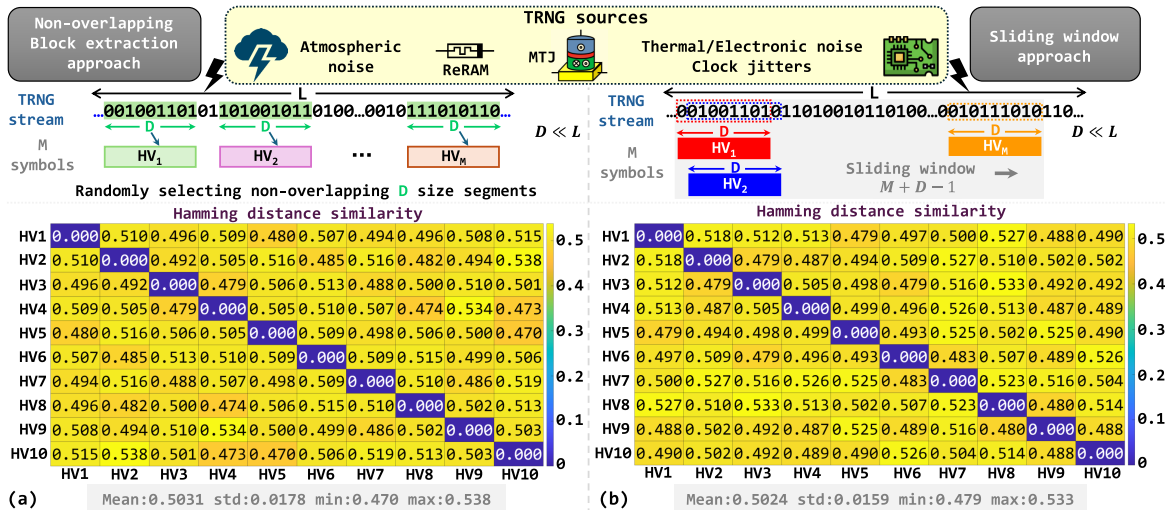 Non-overlapping
Block extraction
approach
TRNG sources
Atmospheric
noise
ReRAM
MTJ
Thermal/Electronic noise
Clock jitters
Sliding window
approach
L
TRNG
stream
…0010011010110100101​10100…0010111010110…
D D D
D ≪ L
M
symbols
HV1 HV2 … HVM
Randomly selecting non-overlapping D size segments
L
TRNG
stream
…001001101011010010110100…0010111010110…
D D
D ≪ L
M
symbols
HV1 HVM
D
HV2
Sliding window
M + D − 1
Hamming distance similarity
HV1 0.000 0.510 0.496 0.509 0.480 0.507 0.494 0.496 0.508 0.515
HV2 0.510 0.000 0.492 0.505 0.516 0.485 0.516 0.482 0.494 0.538
HV3 0.496 0.492 0.000 0.479 0.506 0.513 0.488 0.500 0.510 0.501
HV4 0.509 0.505 0.479 0.000 0.505 0.510 0.507 0.474 0.534 0.473
HV5 0.480 0.516 0.506 0.505 0.000 0.509 0.498 0.506 0.500 0.470
HV6 0.507 0.485 0.513 0.510 0.509 0.000 0.509 0.515 0.499 0.506
HV7 0.494 0.516 0.488 0.507 0.498 0.509 0.000 0.510 0.486 0.519
HV8 0.496 0.482 0.500 0.474 0.506 0.515 0.510 0.000 0.502 0.513
HV9 0.508 0.494 0.510 0.534 0.500 0.499 0.486 0.502 0.000 0.503
HV10 0.515 0.538 0.501 0.473 0.470 0.506 0.519 0.513 0.503 0.000
HV1 HV2 HV3 HV4 HV5 HV6 HV7 HV8 HV9 HV10
0.5
0.4
0.3
0.2
0.1
0
(a)
Mean:0.5031 std:0.0178 min:0.470 max:0.538
Hamming distance similarity
HV1 0.000 0.518 0.512 0.513 0.479 0.497 0.500 0.527 0.488 0.490
HV2 0.518 0.000 0.479 0.487 0.494 0.509 0.527 0.510 0.502 0.502
HV3 0.512 0.479 0.000 0.505 0.498 0.479 0.516 0.533 0.492 0.492
HV4 0.513 0.487 0.505 0.000 0.499 0.496 0.526 0.513 0.487 0.489
HV5 0.479 0.494 0.498 0.499 0.000 0.493 0.525 0.502 0.525 0.490
HV6 0.497 0.509 0.479 0.496 0.493 0.000 0.483 0.507 0.489 0.526
HV7 0.500 0.527 0.516 0.526 0.525 0.483 0.000 0.523 0.516 0.504
HV8 0.527 0.510 0.533 0.513 0.502 0.507 0.523 0.000 0.480 0.514
HV9 0.488 0.502 0.492 0.487 0.525 0.489 0.516 0.480 0.000 0.488
HV10 0.490 0.502 0.492 0.489 0.490 0.526 0.504 0.514 0.488 0.000
HV1 HV2 HV3 HV4 HV5 HV6 HV7 HV8 HV9 HV10
0.5
0.4
0.3
0.2
0.1
0
(b)
Mean:0.5024 std:0.0159 min:0.479 max:0.533